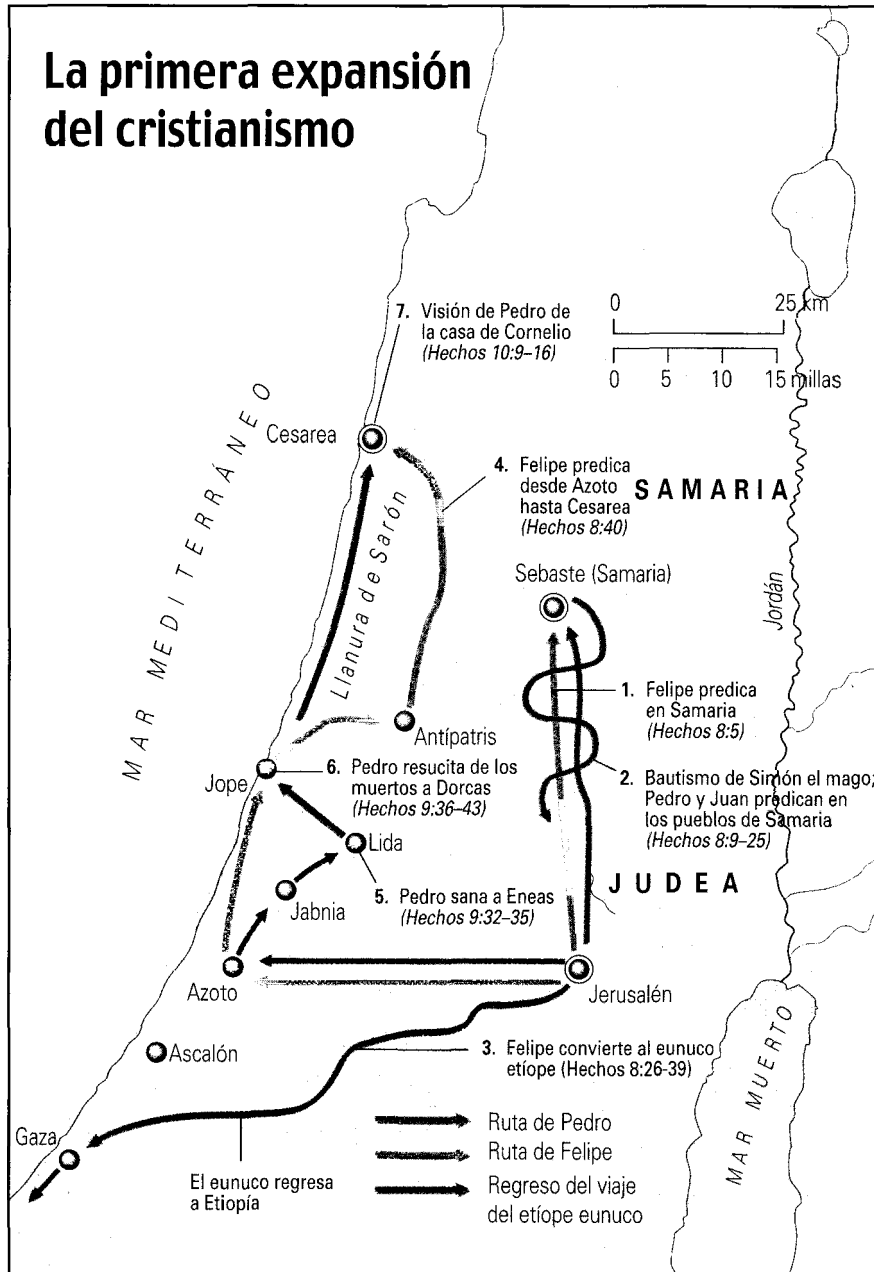 La primera expansión
del cristianismo
7. Visión de Pedro de
la casa de Cornelio
(Hechos 10:9–16)
0 25 km
0 5 10 15 millas
MAR MEDITERRÁNEO
Cesarea
4. Felipe predica
desde Azoto
hasta Cesarea
(Hechos 8:40)
SAMARIA
Llanura de Sarón
Sebaste (Samaria)
Jordán
1. Felipe predica
en Samaria
(Hechos 8:5)
Antípatris
Jope
6. Pedro resucita de los
muertos a Dorcas
(Hechos 9:36–43)
2. Bautismo de Simón el mago;
Pedro y Juan predican en
los pueblos de Samaria
(Hechos 8:9–25)
Lida
JUDEA
Jabnia
5. Pedro sana a Eneas
(Hechos 9:32–35)
Azoto
Jerusalén
Ascalón
3. Felipe convierte al eunuco
etíope (Hechos 8:26-39)
MAR MUERTO
Gaza
El eunuco regresa
a Etiopía
Ruta de Pedro
Ruta de Felipe
Regreso del viaje
del etíope eunuco